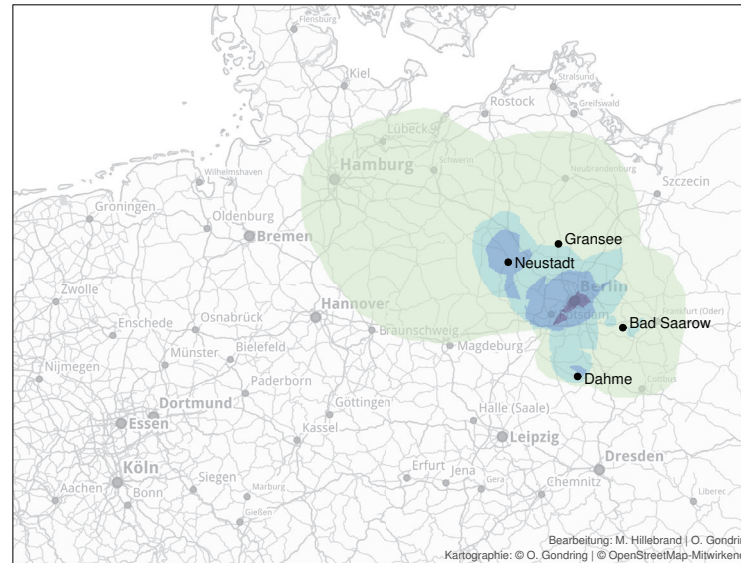 Flensburg
Kiel
Stralsund
Rostock
Greifswald
Lübeck
Hamburg
Schwerin
Neubrandenburg
Wilhelmshaven
Szczecin
Groningen
Oldenburg
Bremen
Gransee
Neustadt
Zwolle
Berlin
Hannover
Potsdam
Frankfurt (Oder)
Enschede
Osnabrück
Braunschweig
Bad Saarow
Magdeburg
Bielefeld
Münster
Nijmegen
Paderborn
Dahme
Cottbus
Dortmund
Göttingen
Halle (Saale)
Essen
Kassel
Leipzig
Dresden
Köln
Erfurt
Jena
Siegen
Aachen
Bonn
Marburg
Gera
Chemnitz
Liberec
Gießen
Bearbeitung: M. Hillebrand | O. Gondrin
Kartographie: © O. Gondring | © OpenStreetMap-Mitwirkend